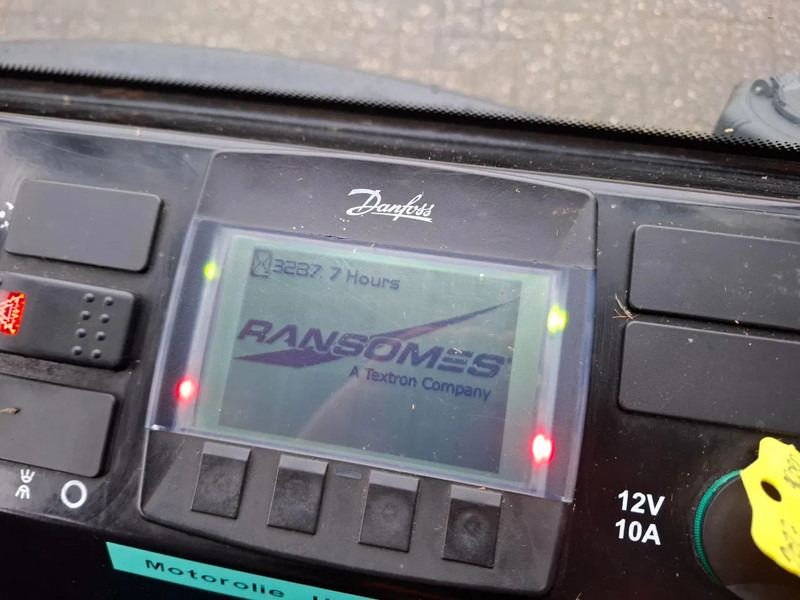 Danfoss
3287.7 Hours
RANSOMES
A Textron Company
12V
10A
Motorolie